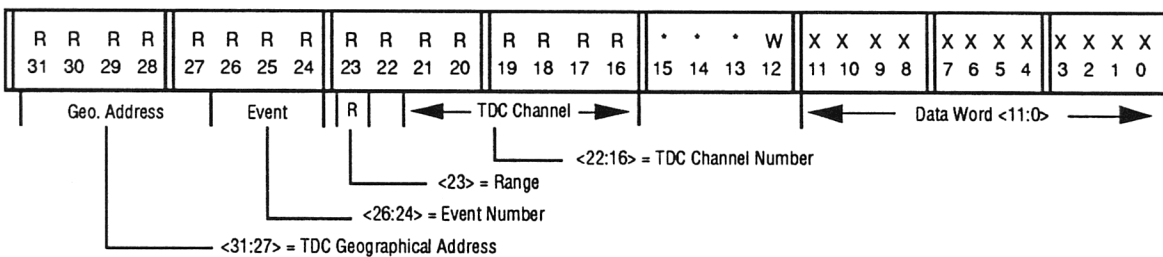 R R R R R R R R R R R R R R R R * * * W X X X X X X X X X X X X
31 30 29 28 27 26 25 24 23 22 21 20 19 18 17 16 15 14 13 12 11 10 9 8 7 6 5 4 3 2 1 0
Geo. Address Event R TDC Channel Data Word <11:0>
<22:16> = TDC Channel Number
<23> = Range
<26:24> = Event Number
<31:27> = TDC Geographical Address